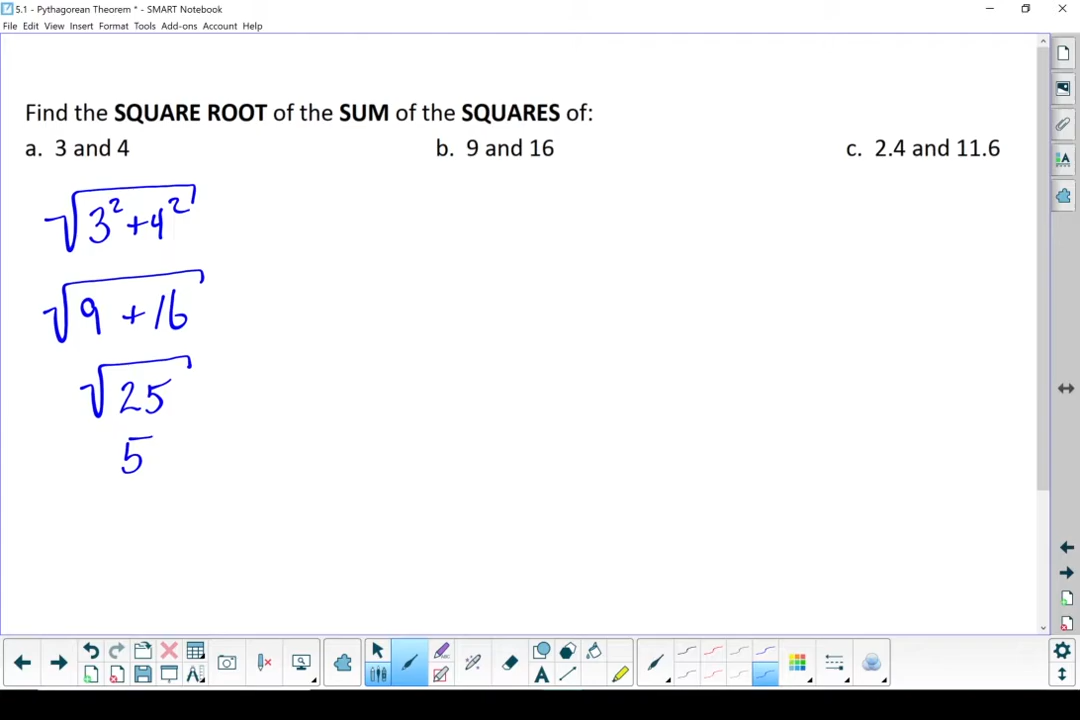 5.1 - Pythagorean Theorem * - SMART Notebook
File Edit View Insert Format Tools Add-ons Account Help
Find the SQUARE ROOT of the SUM of the SQUARES of:
a. 3 and 4 b. 9 and 16 c. 2.4 and 11.6
√3² + 4²
√9 + 16
√25
5